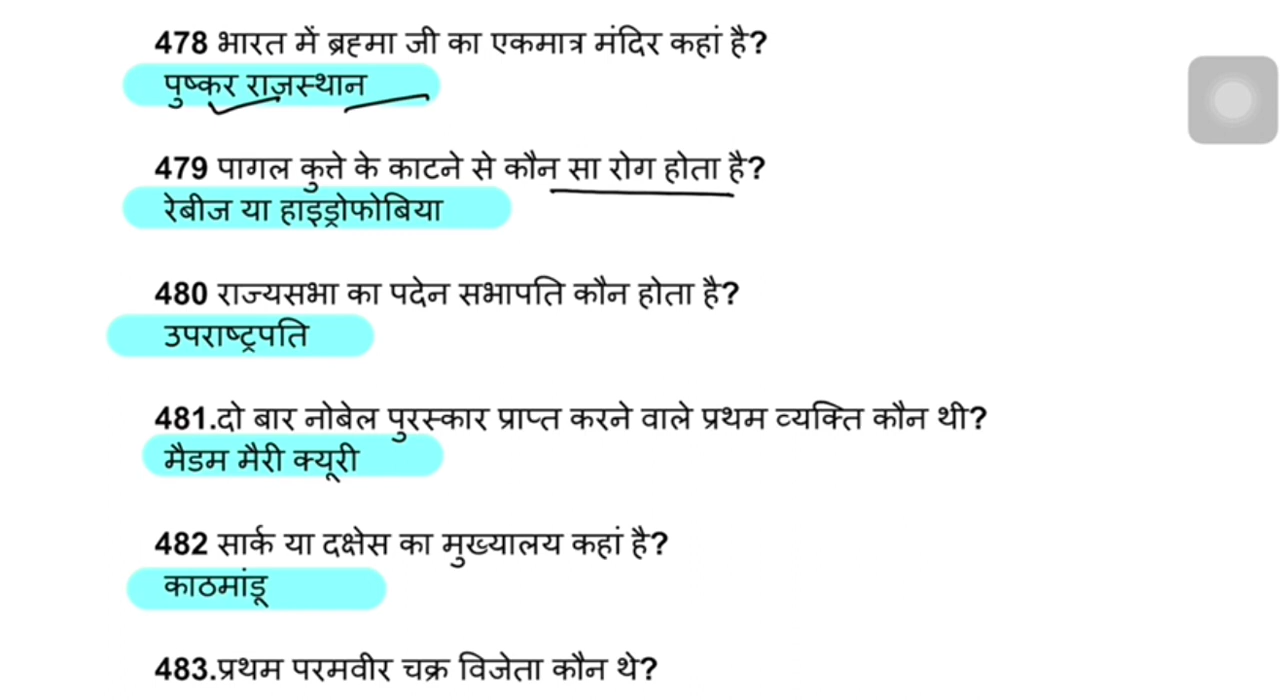 478 भारत में ब्रह्मा जी का एकमात्र मंदिर कहां है?
पुष्कर राजस्थान
479 पागल कुत्ते के काटने से कौन सा रोग होता है?
रेबीज या हाइड्रोफोबिया
480 राज्यसभा का पदेन सभापति कौन होता है?
उपराष्ट्रपति
481.दो बार नोबेल पुरस्कार प्राप्त करने वाले प्रथम व्यक्ति कौन थी?
मैडम मैरी क्यूरी
482 सार्क या दक्षेस का मुख्यालय कहां है?
काठमांडू
483.प्रथम परमवीर चक्र विजेता कौन थे?